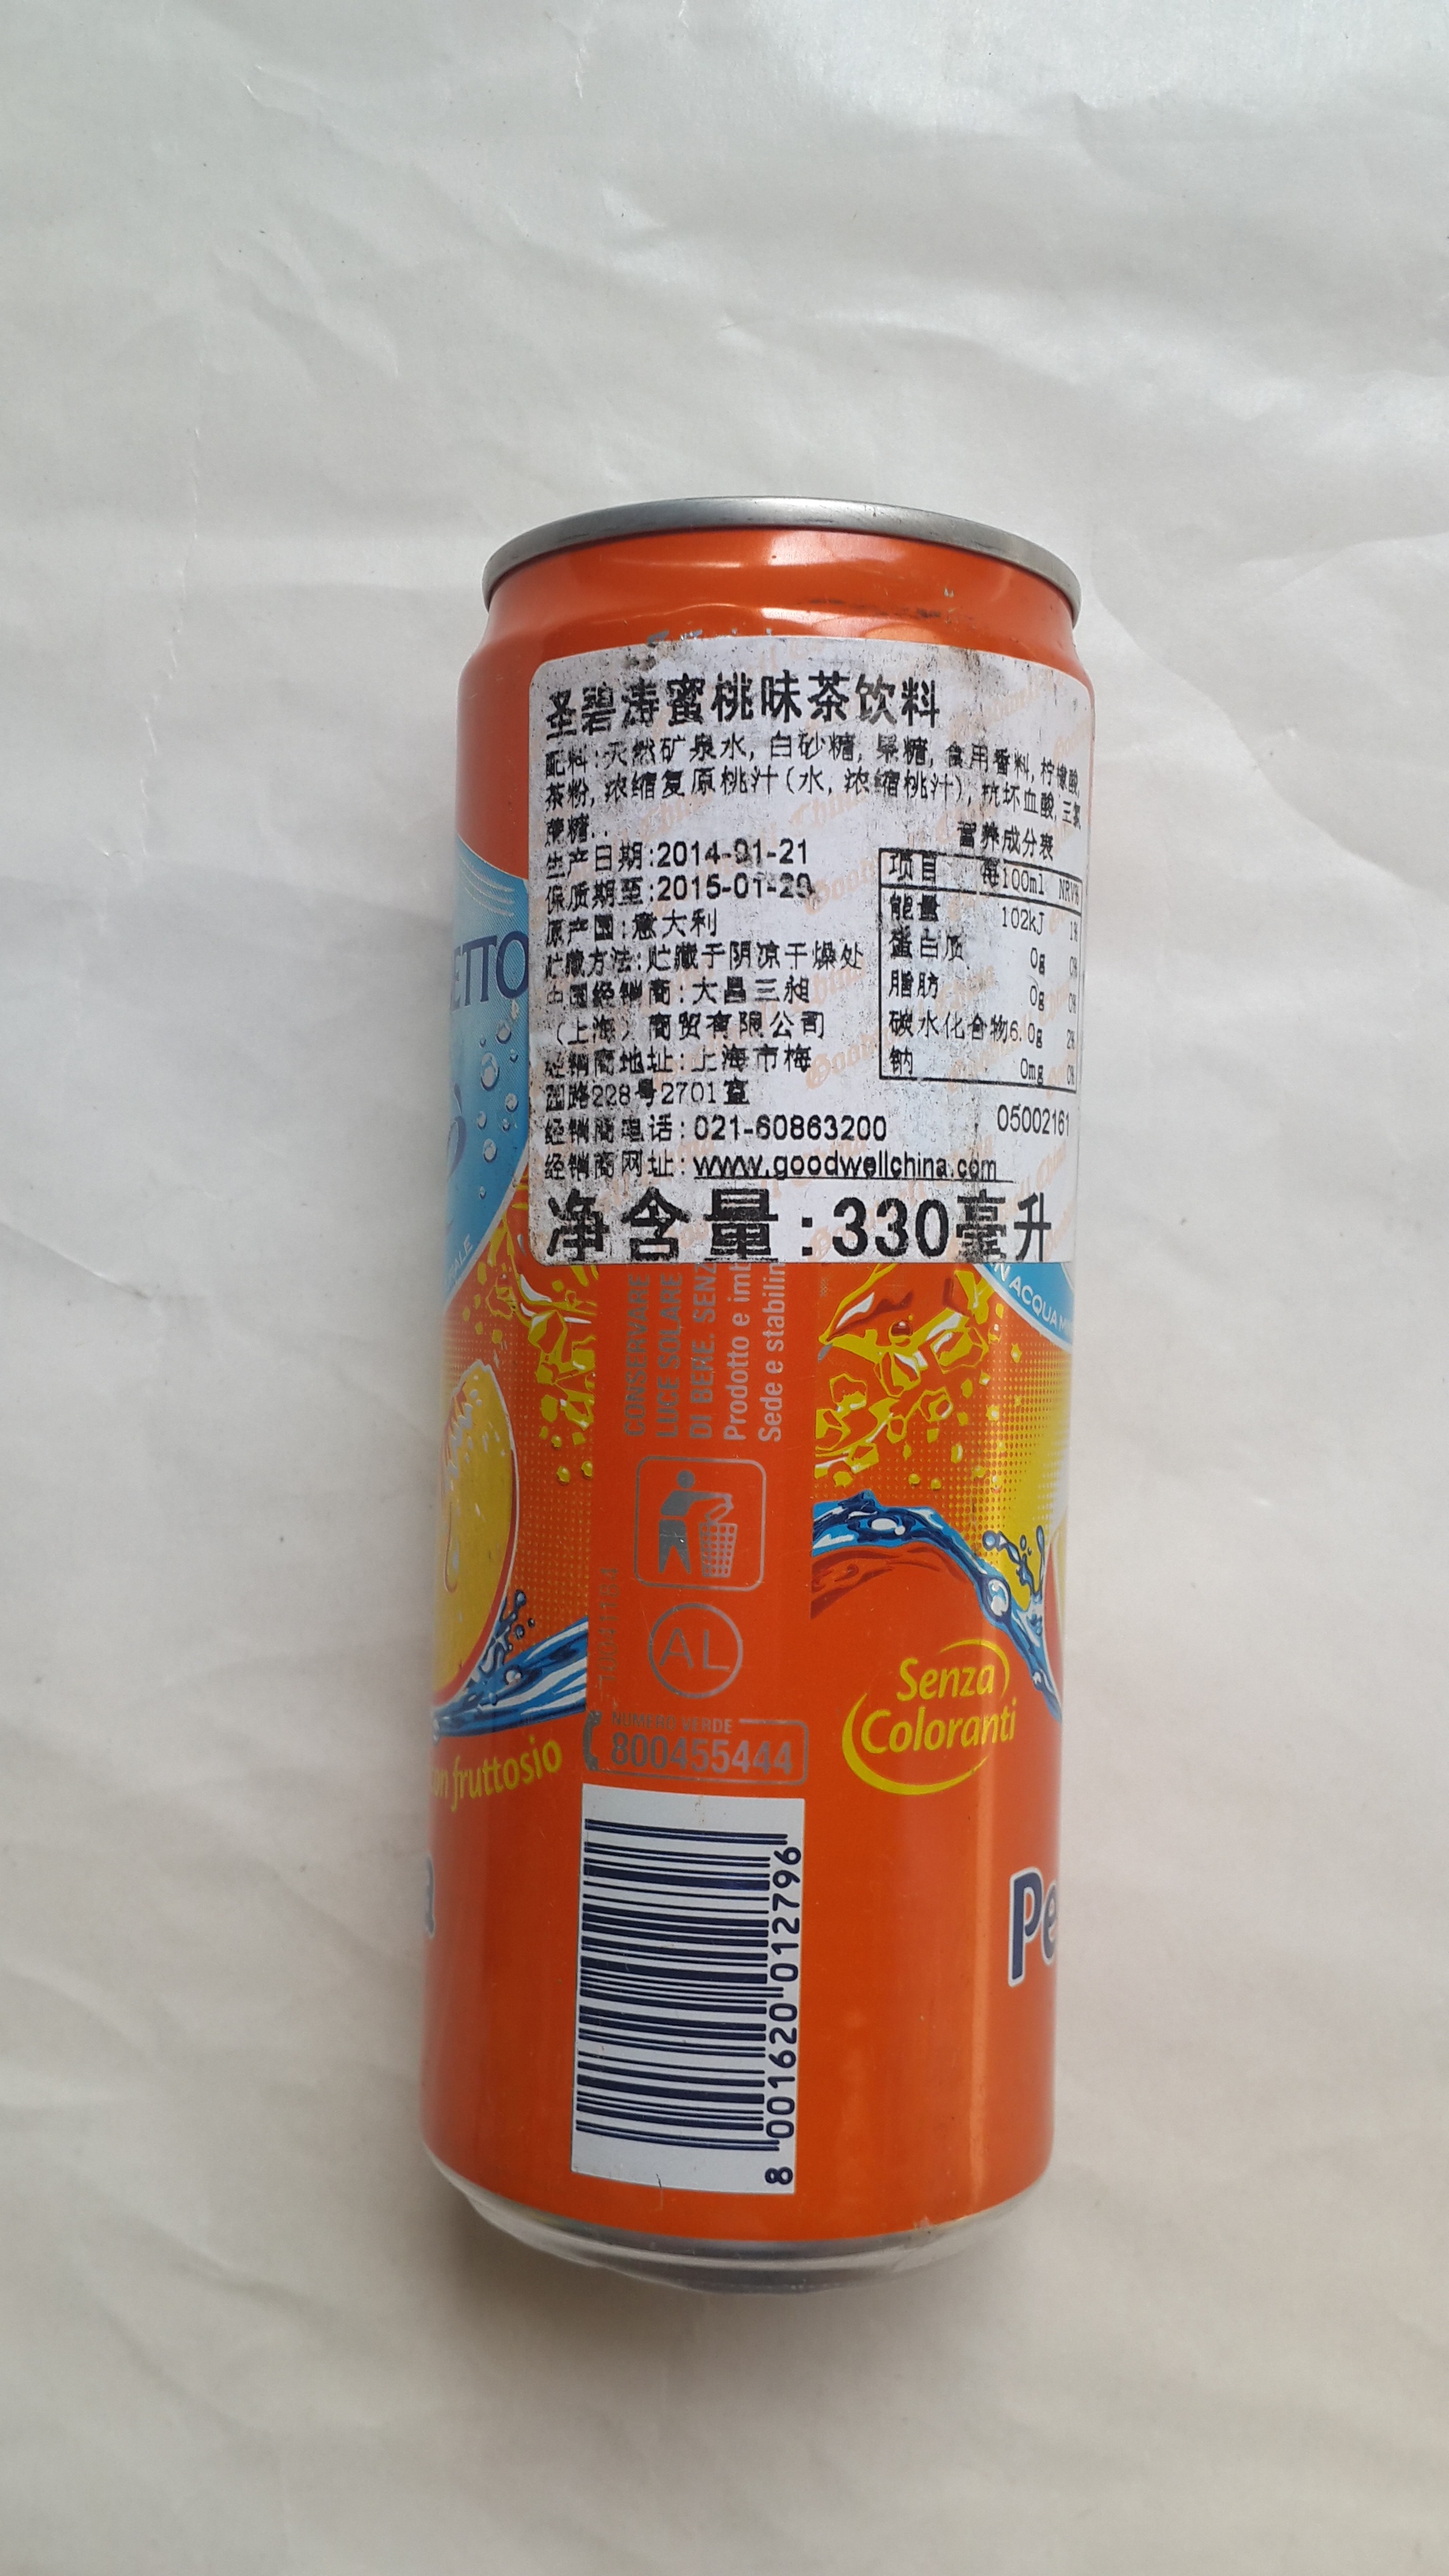 圣碧涛蜜桃味茶饮料
配料:天然矿泉水, 白砂糖, 果糖, 食用香料, 柠檬酸,
茶粉, 浓缩复原桃汁(水, 浓缩桃汁), 抗坏血酸, 三氯
蔗糖.
生产日期:2014-01-21
保质期至:2015-01-20
原产国:意大利
贮藏方法:贮藏于阴凉干燥处
中国经销商:大昌三昶
(上海)商贸有限公司
经销商地址:上海市梅
园路228号2701室
经销商电话:021-60863200
经销商网址:www.goodwellchina.com
净含量:330毫升
营养成分表
项目 每100ml NRV%
能量 102kJ 1%
蛋白质 0g 0%
脂肪 0g 0%
碳水化合物6.0g 2%
钠 0mg 0%
05002161
ETTO
CONSERVARE
LUCE SOLARE
DI BERE. SENZ
Prodotto e imb
Sede e stabilim
N ACQUA
AL
NUMERO VERDE
800455444
on fruttosio
Senza
Coloranti
Pe
8 001620 012796